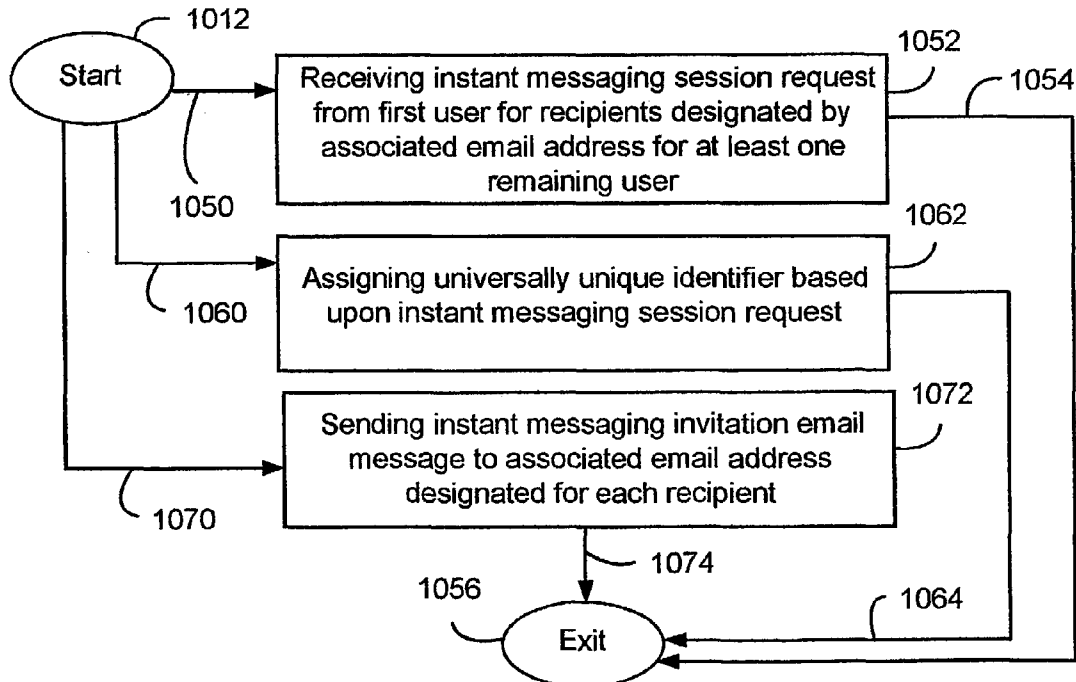 1012
Start
1052
1054
Receiving instant messaging session request
from first user for recipients designated by
associated email address for at least one
remaining user
1050
1062
Assigning universally unique identifier based
upon instant messaging session request
1060
1072
Sending instant messaging invitation email
message to associated email address
designated for each recipient
1070
1074
1056
1064
Exit